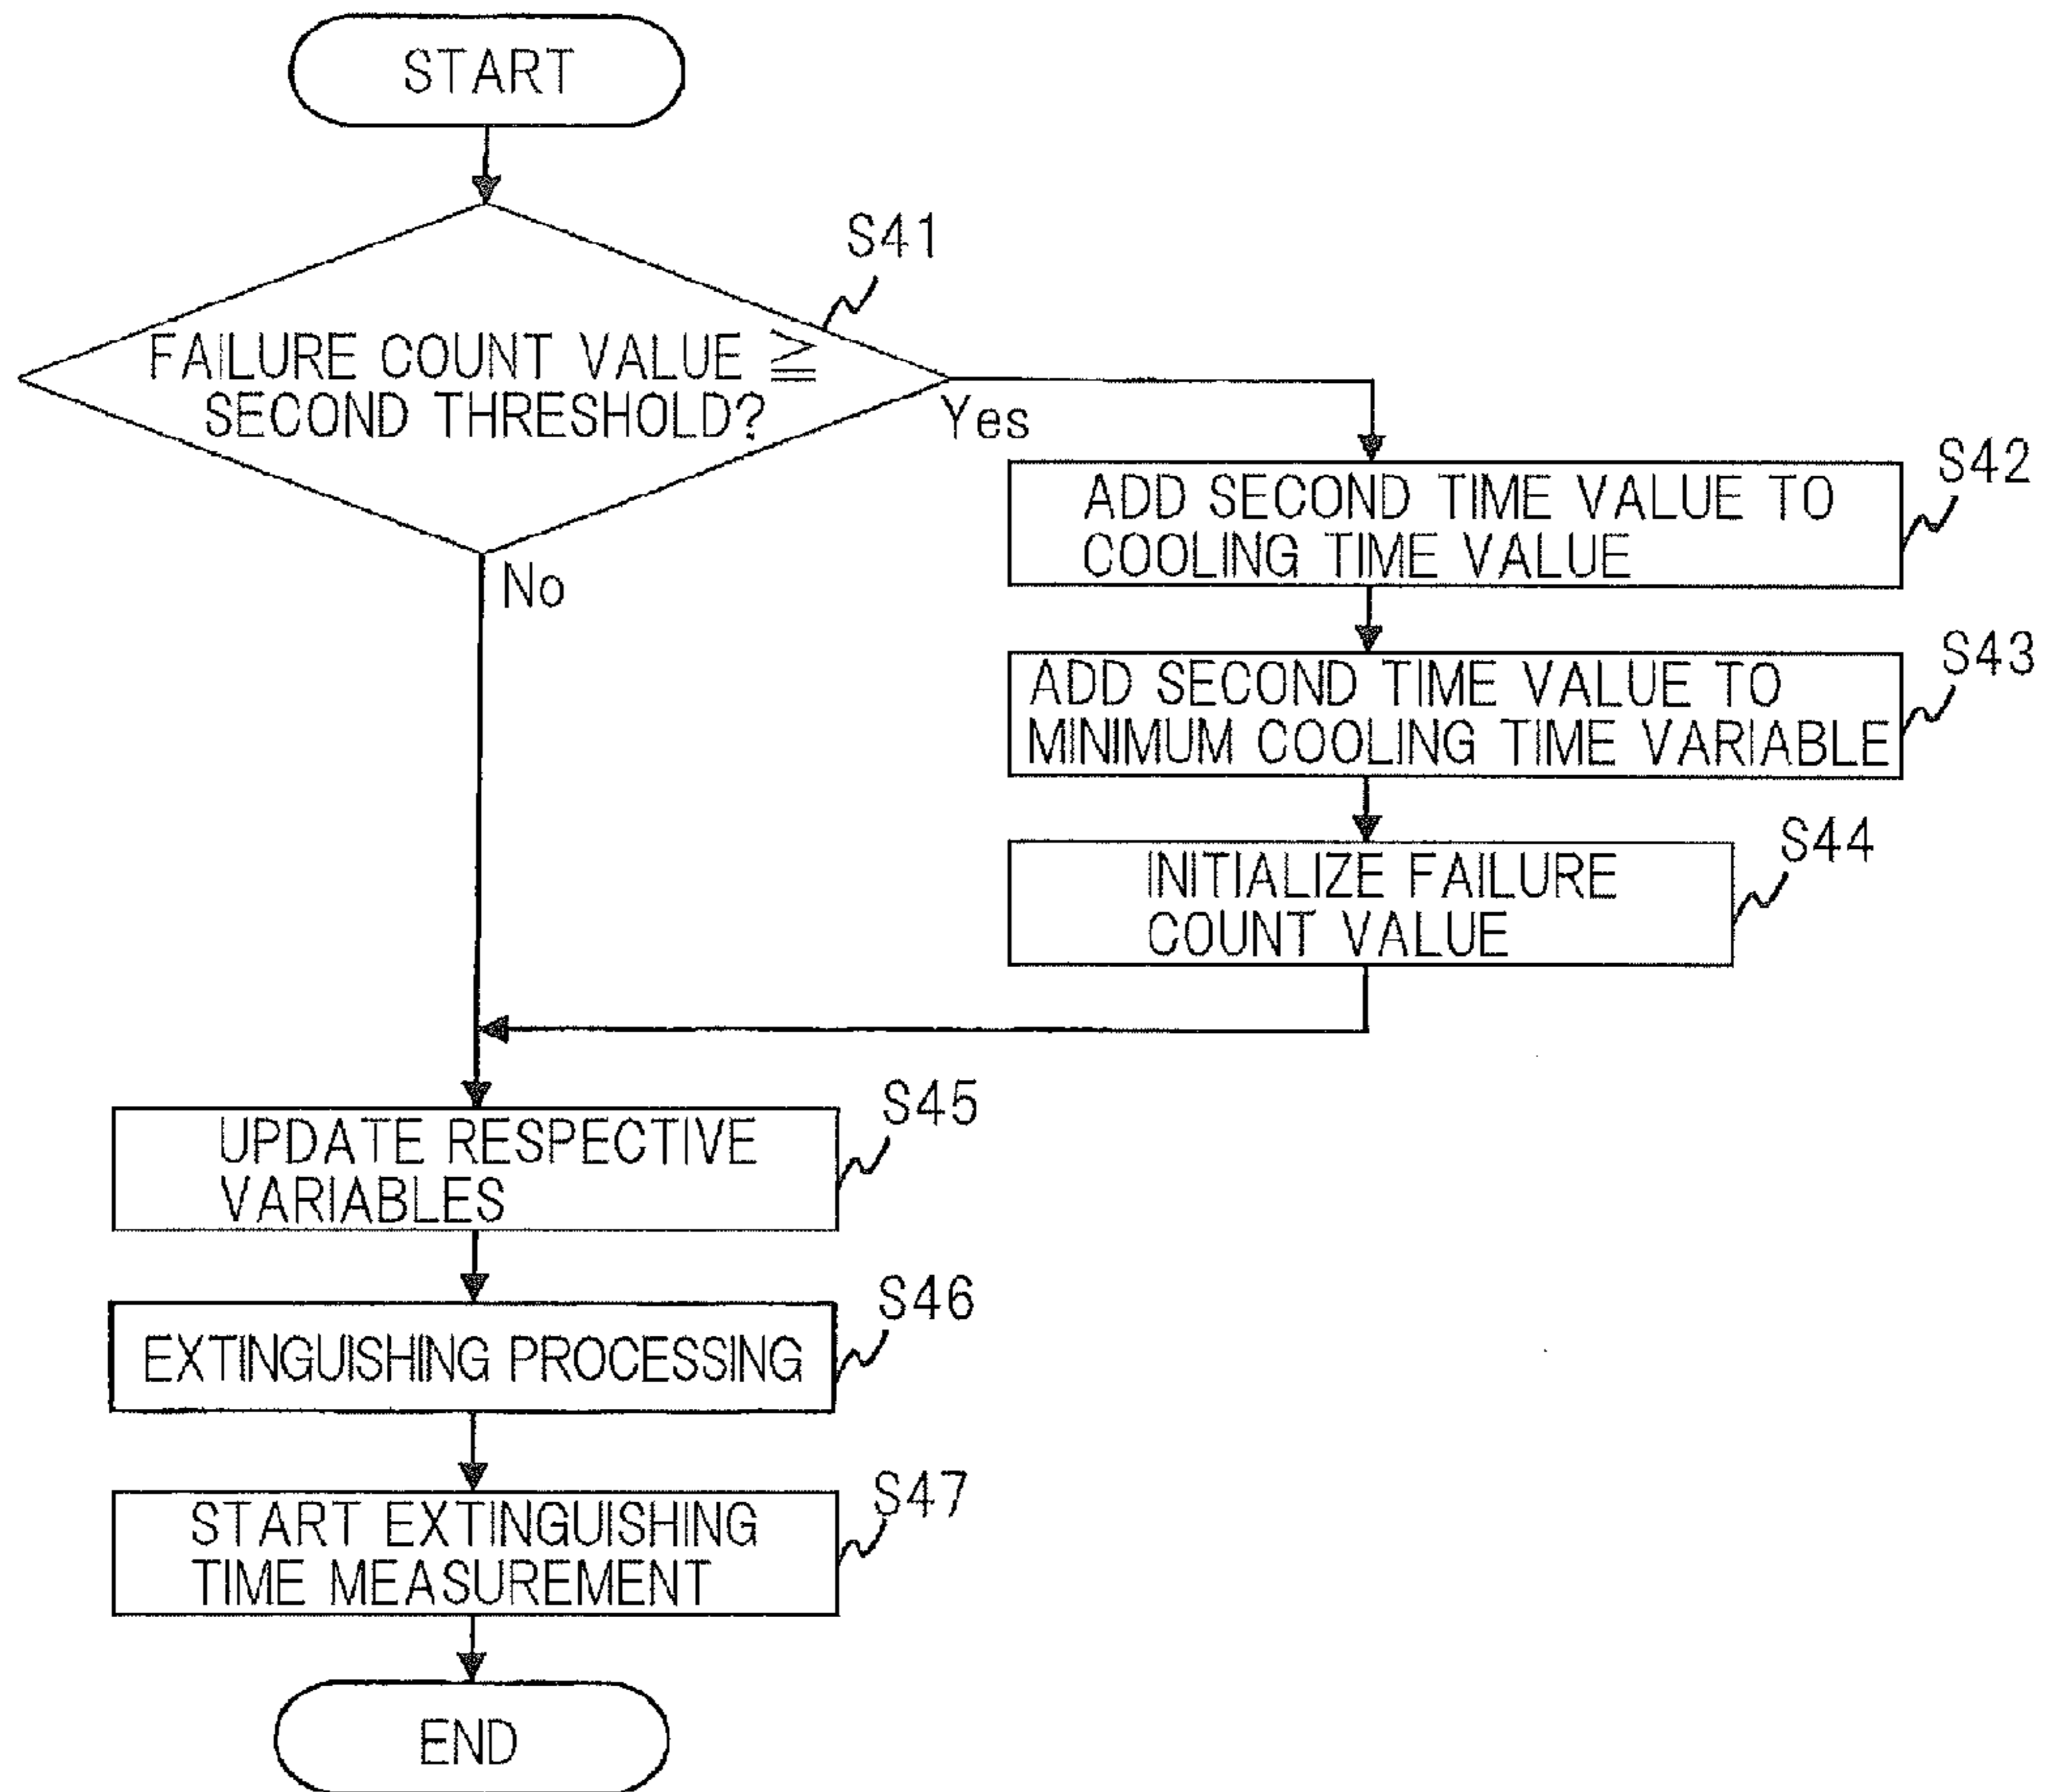 START
S41
FAILURE COUNT VALUE ≧
SECOND THRESHOLD?
Yes
No
S42
ADD SECOND TIME VALUE TO
COOLING TIME VALUE
S43
ADD SECOND TIME VALUE TO
MINIMUM COOLING TIME VARIABLE
S44
INITIALIZE FAILURE
COUNT VALUE
S45
UPDATE RESPECTIVE
VARIABLES
S46
EXTINGUISHING PROCESSING
S47
START EXTINGUISHING
TIME MEASUREMENT
END